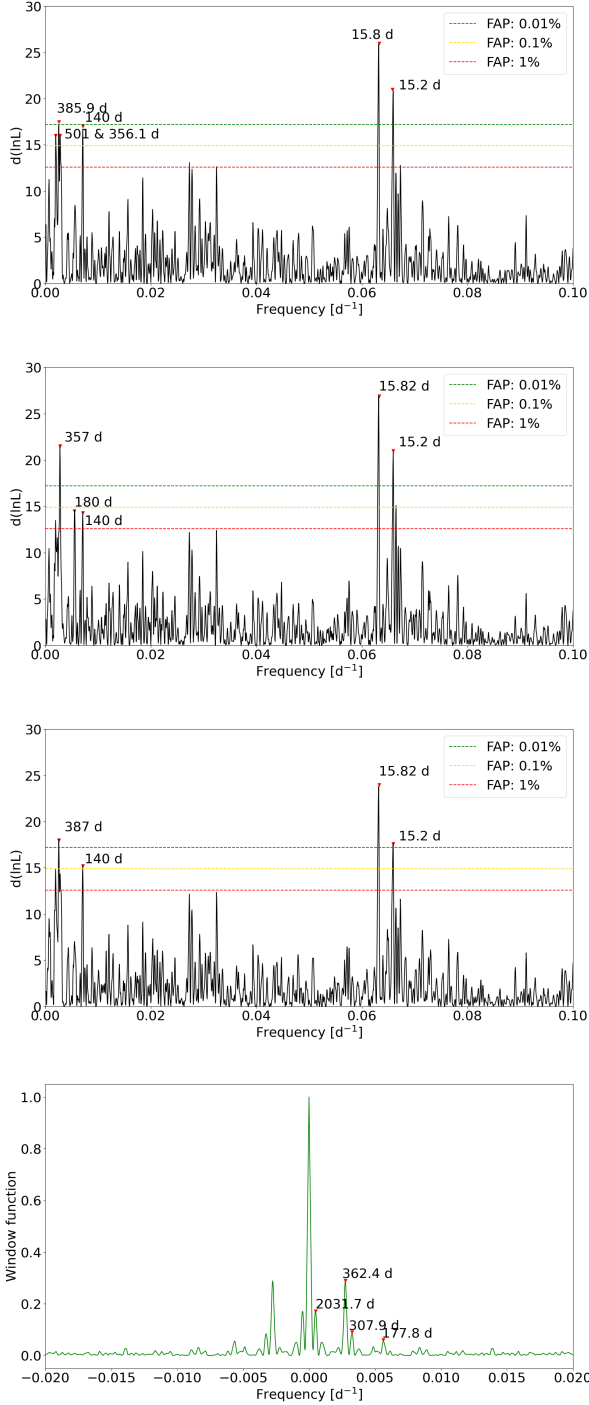 30
25
20
15
10
5
0
d(lnL)
15.8 d
15.2 d
385.9 d
140 d
501 & 356.1 d
FAP: 0.01%
FAP: 0.1%
FAP: 1%
0.00 0.02 0.04 0.06 0.08 0.10
Frequency [d⁻¹]
30
25
20
15
10
5
0
d(lnL)
15.82 d
15.2 d
357 d
180 d
140 d
FAP: 0.01%
FAP: 0.1%
FAP: 1%
0.00 0.02 0.04 0.06 0.08 0.10
Frequency [d⁻¹]
30
25
20
15
10
5
0
d(lnL)
15.82 d
15.2 d
387 d
140 d
FAP: 0.01%
FAP: 0.1%
FAP: 1%
0.00 0.02 0.04 0.06 0.08 0.10
Frequency [d⁻¹]
1.0
0.8
0.6
0.4
0.2
0.0
Window function
362.4 d
2031.7 d
307.9 d
177.8 d
−0.020 −0.015 −0.010 −0.005 0.000 0.005 0.010 0.015 0.020
Frequency [d⁻¹]